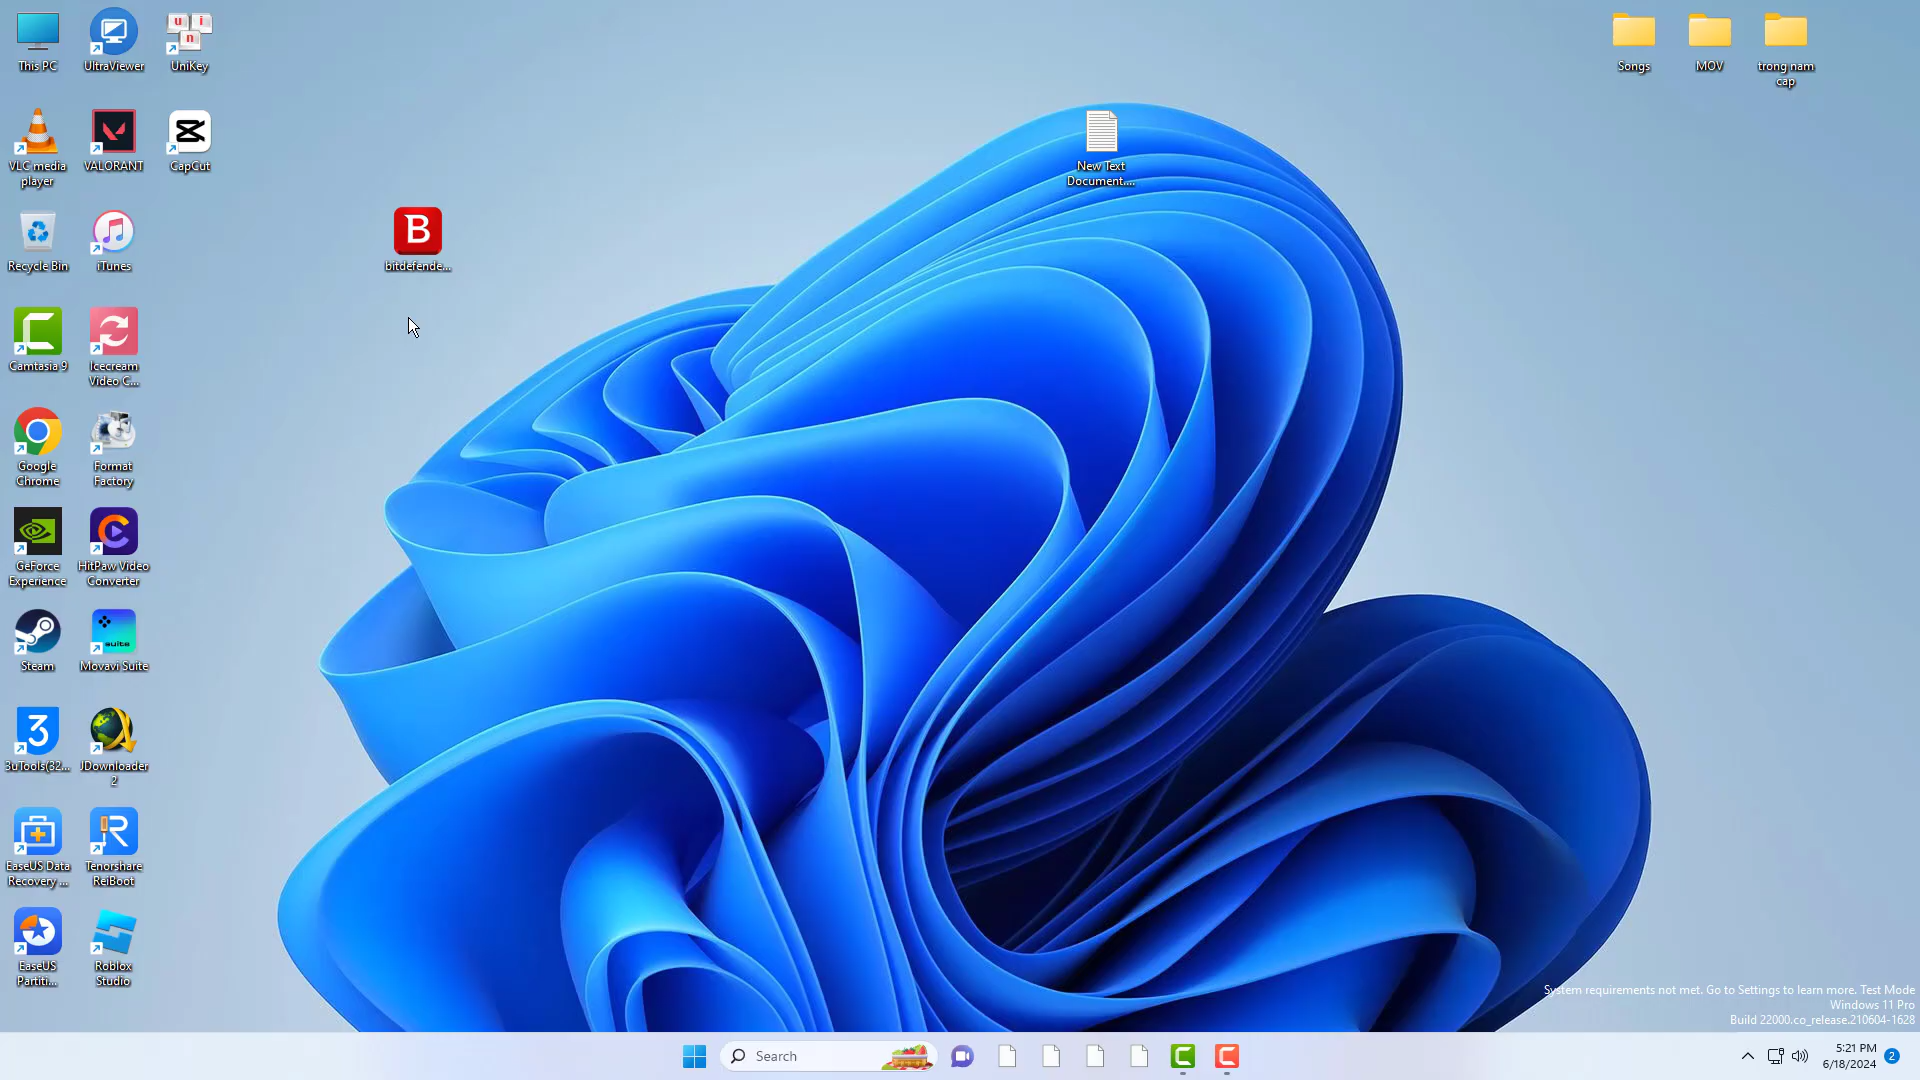 This PC
UltraViewer
u i n
UniKey
VLC media
player
VALORANT
CapCut
Recycle Bin
iTunes
Camtasia 9
Icecream
Video C...
Google
Chrome
Format
Factory
GeForce
Experience
HitPaw Video
Converter
Steam
suite
Movavi Suite
3
3uTools(32...
JDownloader
2
EaseUS Data
Recovery ...
R
Tenorshare
ReiBoot
EaseUS
Partiti...
Roblox
Studio
B
bitdefende...
New Text
Document....
Songs
MOV
trong nam
cap
System requirements not met. Go to Settings to learn more. Test Mode
Windows 11 Pro
Build 22000.co_release.210604-1628
Search
5:21 PM
6/18/2024
2